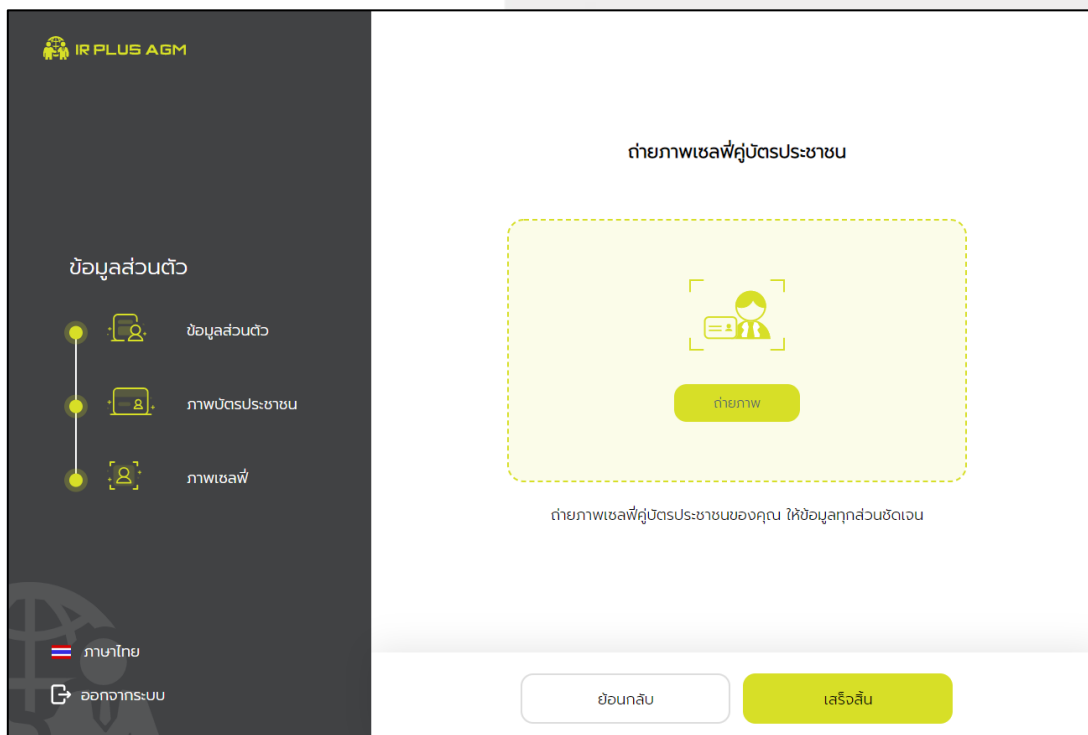 IR PLUS AGM
ข้อมูลส่วนตัว
ข้อมูลส่วนตัว
ภาพบัตรประชาชน
ภาพเซลฟี่
ภาษาไทย
ออกจากระบบ
ถ่ายภาพเซลฟี่คู่บัตรประชาชน
ถ่ายภาพ
ถ่ายภาพเซลฟี่คู่บัตรประชาชนของคุณ ให้ข้อมูลทุกส่วนชัดเจน
ย้อนกลับ
เสร็จสิ้น